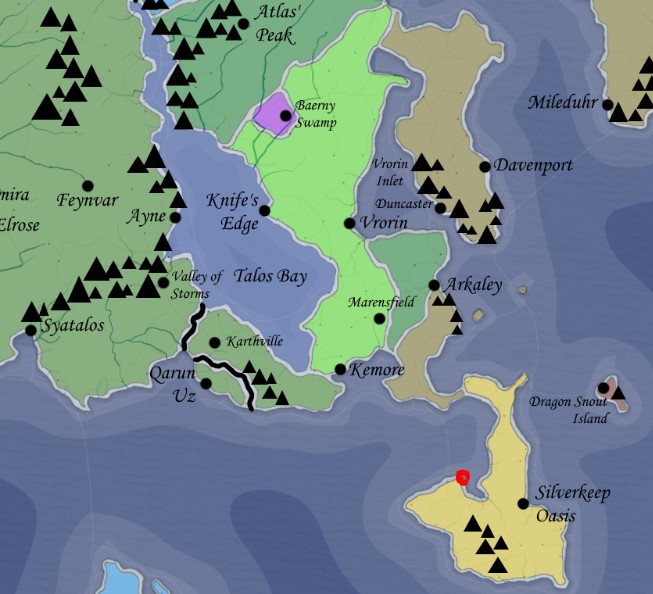 Atlas'
Peak
Baerny
Swamp
Mileduhr
Vrorin
Inlet
Davenport
mira
Feynvar
Elrose
Ayne
Knife's
Edge
Duncaster
Vrorin
Valley of
Storms
Talos Bay
Arkaley
Marensfield
Syatalos
Karthville
Qarun
Uz
Kemore
Dragon Snout
Island
Silverkeep
Oasis